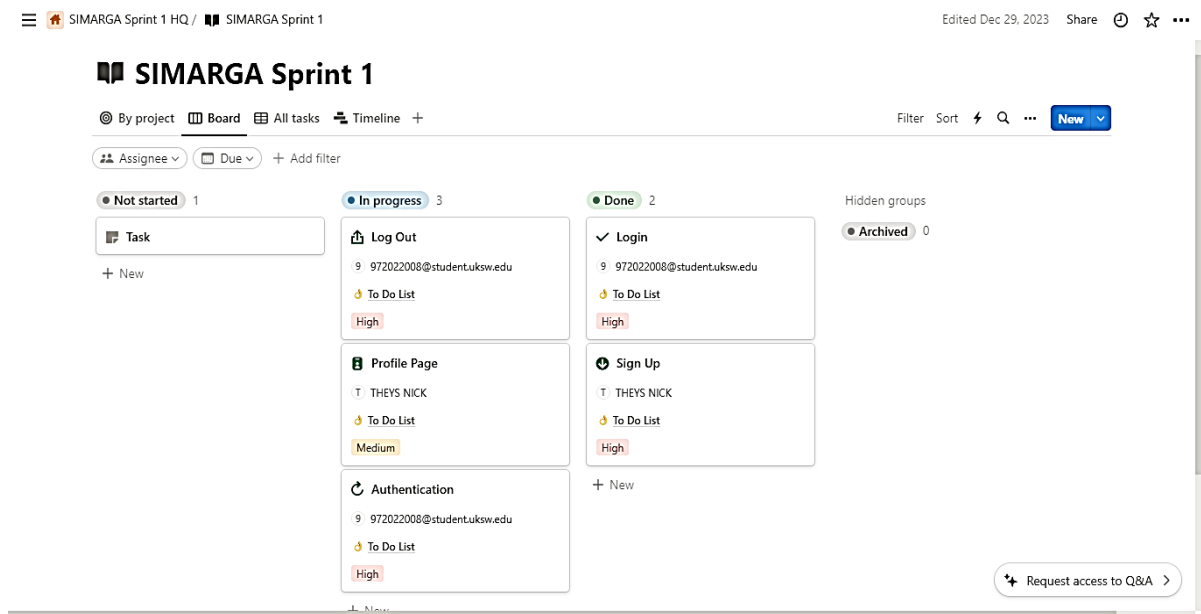 SIMARGA Sprint 1 HQ / SIMARGA Sprint 1
Edited Dec 29, 2023 Share
SIMARGA Sprint 1
By project Board All tasks Timeline
Filter Sort New
Assignee Due + Add filter
Not started 1
Task
+ New
In progress 3
Log Out
9 972022008@student.uksw.edu
To Do List
High
Profile Page
T THEYS NICK
To Do List
Medium
Authentication
9 972022008@student.uksw.edu
To Do List
High
+ New
Done 2
Login
9 972022008@student.uksw.edu
To Do List
High
Sign Up
T THEYS NICK
To Do List
High
+ New
Hidden groups
Archived 0
Request access to Q&A